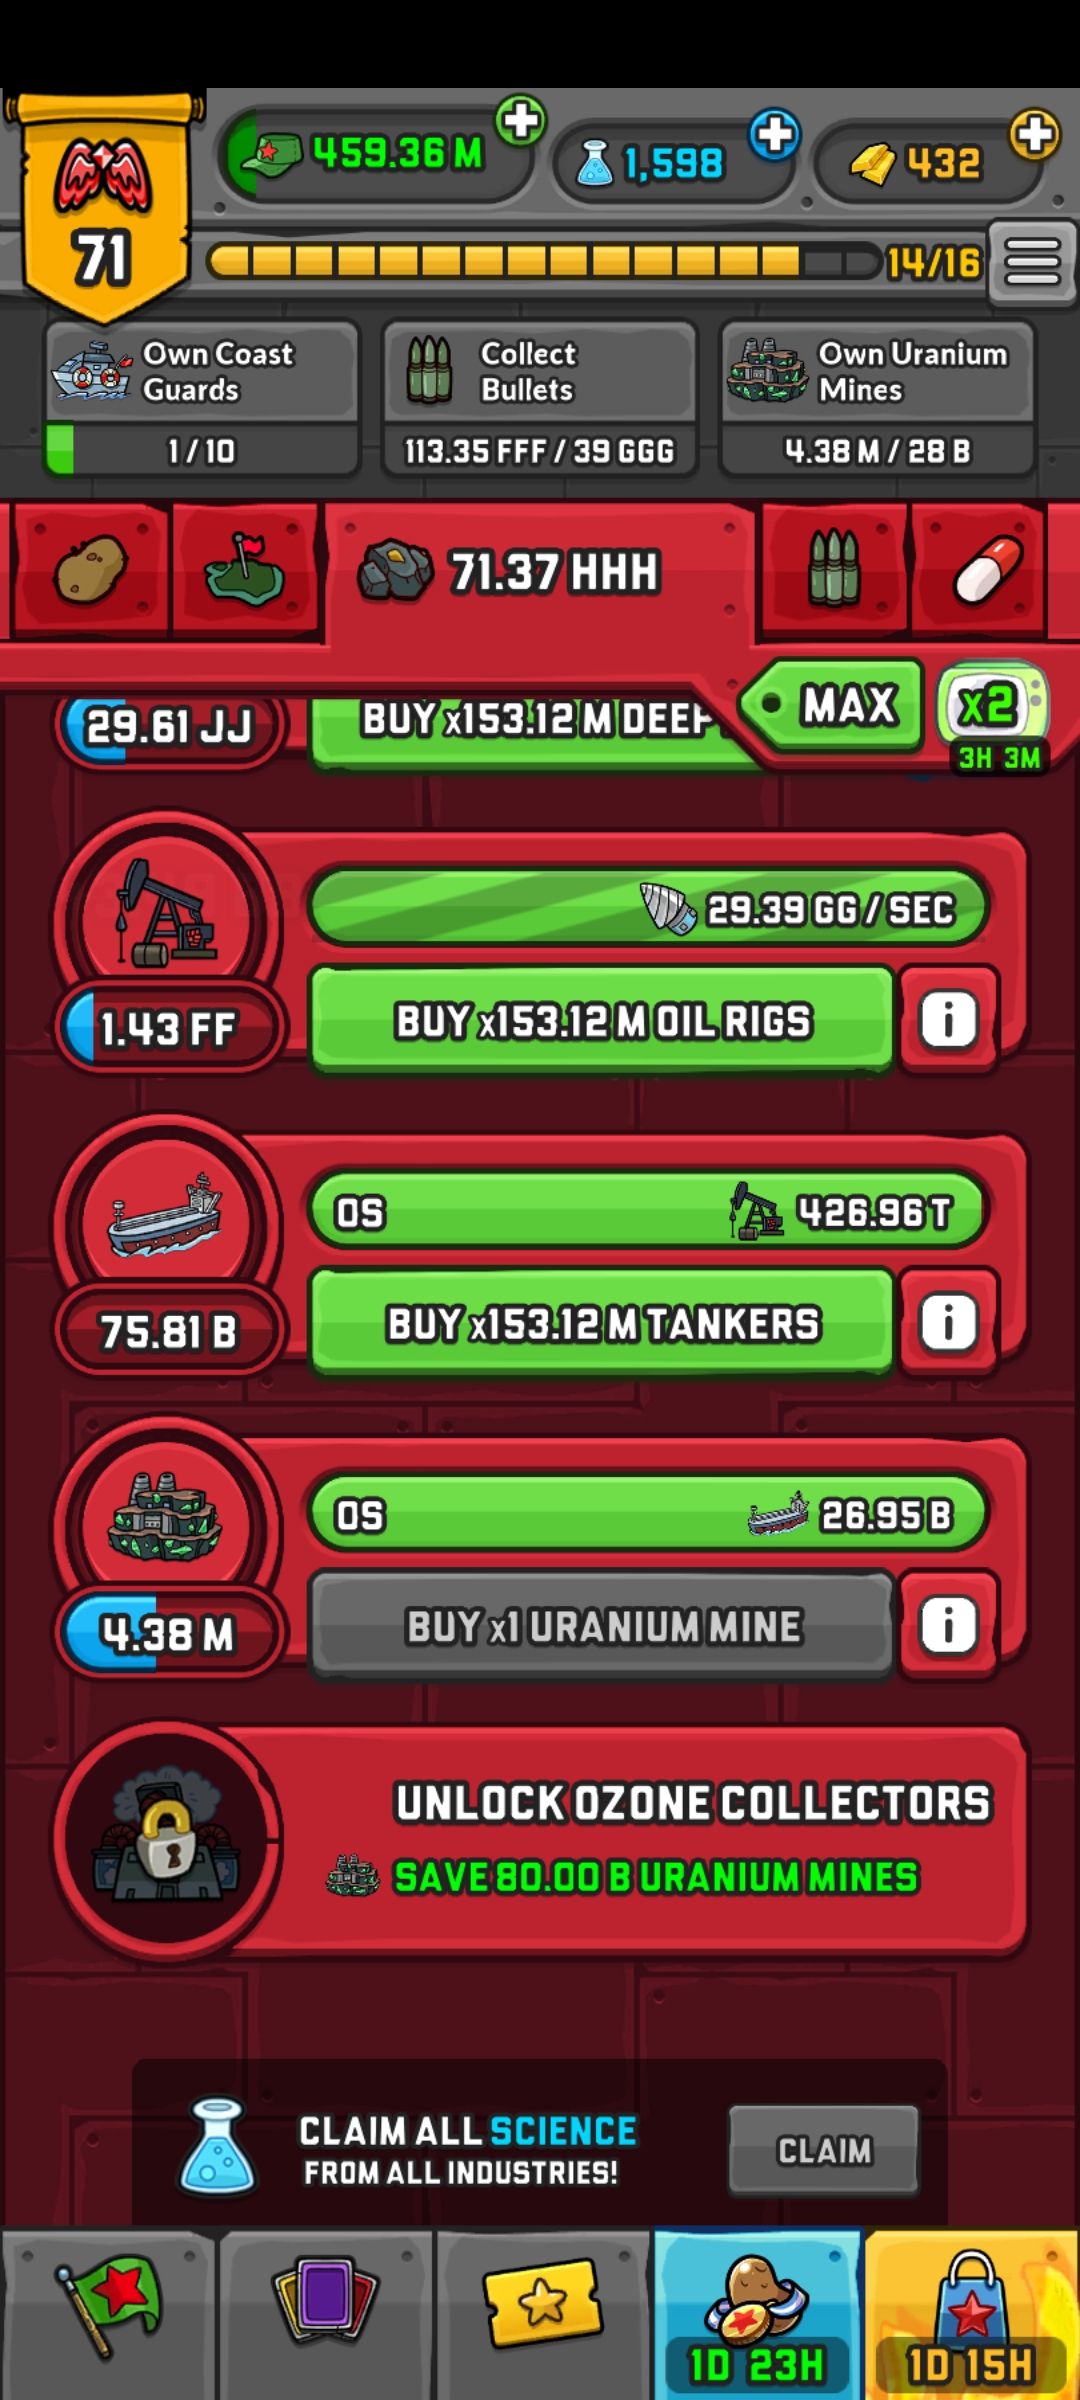 71
459.36 M
1,598
432
14/16
Own Coast
Guards
1 / 10
Collect
Bullets
113.35 FFF / 39 GGG
Own Uranium
Mines
4.38 M / 28 B
71.37 HHH
MAX
x2
3H 3M
29.61 JJ
BUY x153.12 M DEEP
29.39 GG / SEC
1.43 FF
BUY x153.12 M OIL RIGS
0S
426.96 T
75.81 B
BUY x153.12 M TANKERS
0S
26.95 B
4.38 M
BUY x1 URANIUM MINE
UNLOCK OZONE COLLECTORS
SAVE 80.00 B URANIUM MINES
CLAIM ALL SCIENCE
FROM ALL INDUSTRIES!
CLAIM
1D 23H
1D 15H